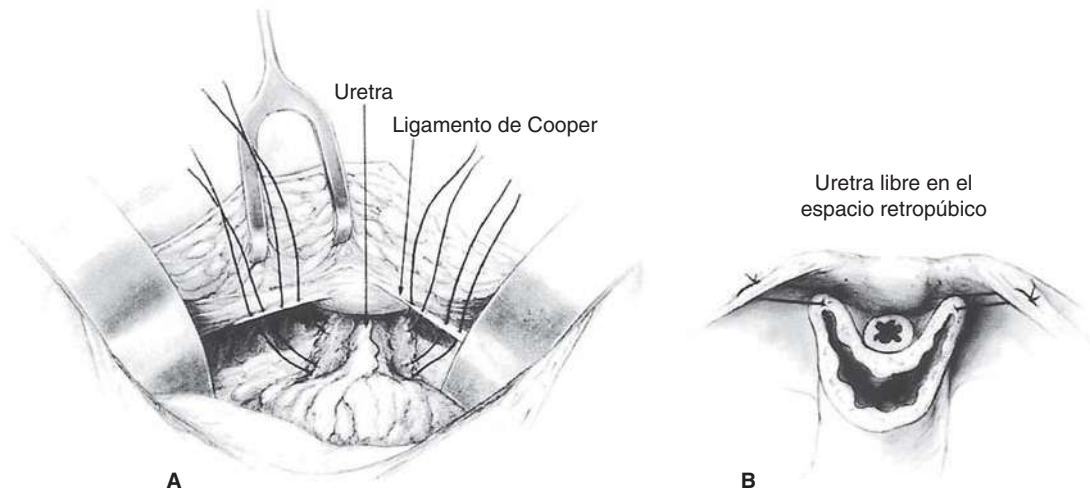 Uretra
Ligamento de Cooper
Uretra libre en el
espacio retropúbico
A
B